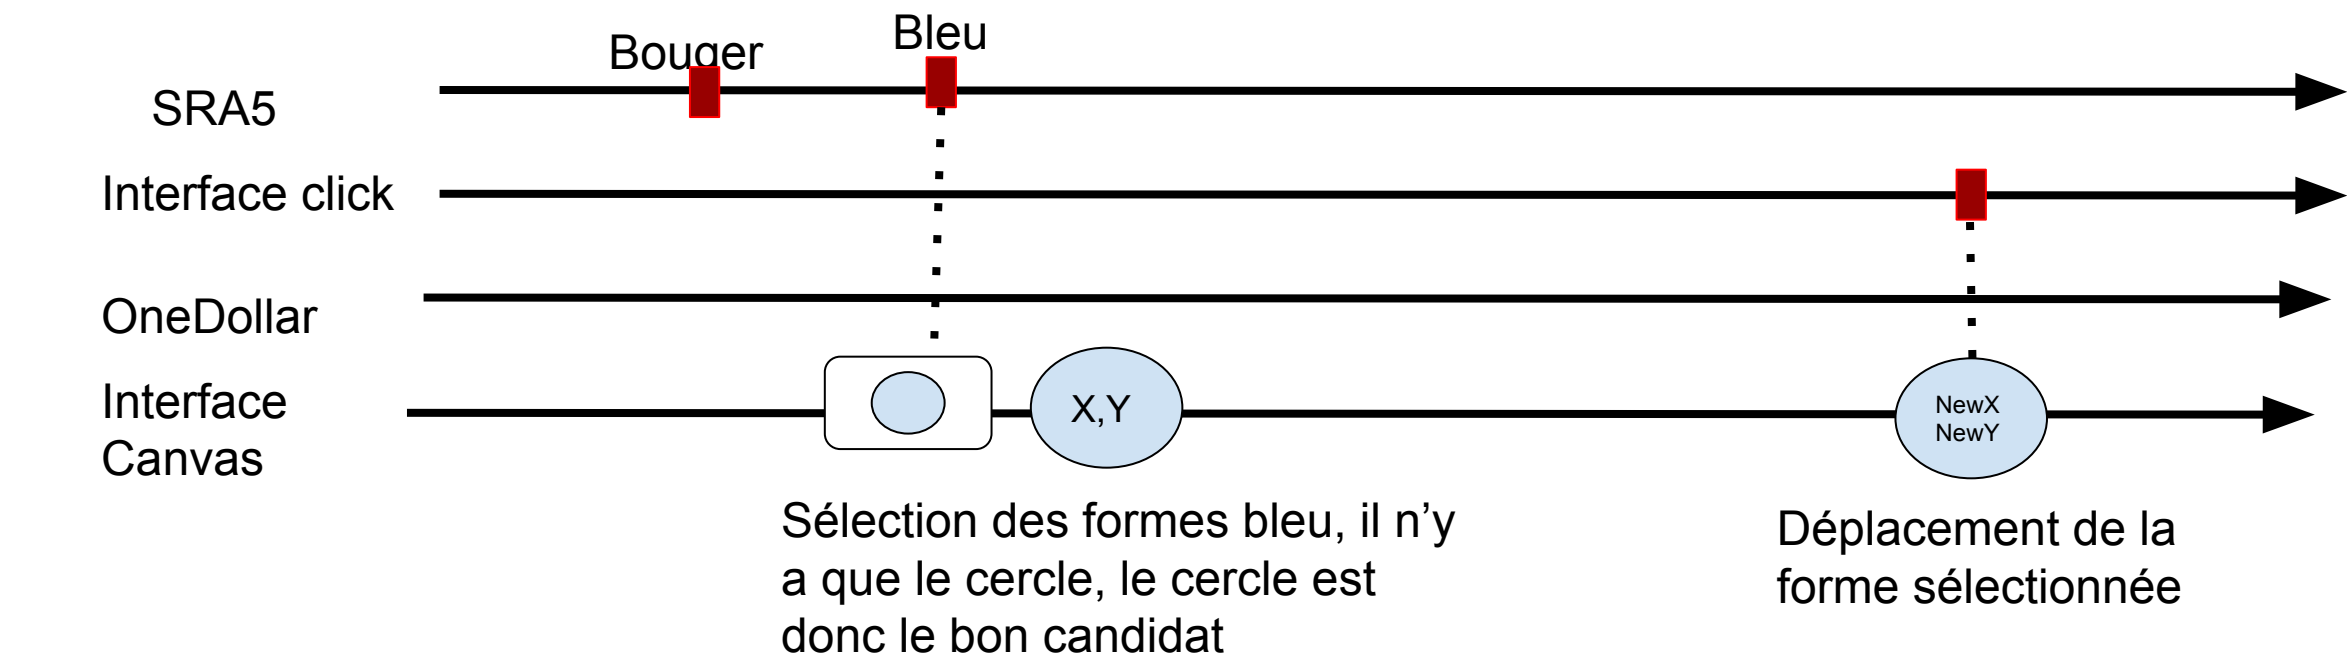 Bouger
Bleu
SRA5
Interface click
OneDollar
Interface
Canvas
X,Y
NewX
NewY
Sélection des formes bleu, il n’y
a que le cercle, le cercle est
donc le bon candidat
Déplacement de la
forme sélectionnée